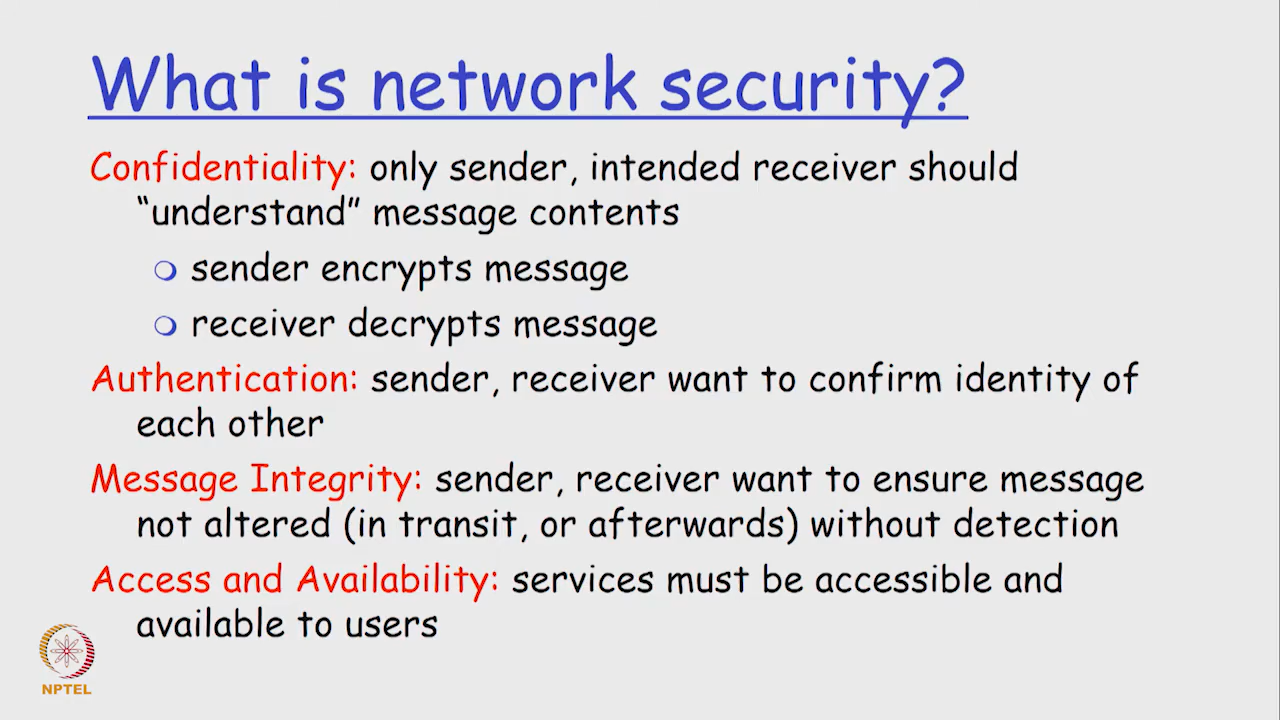 What is network security?
Confidentiality: only sender, intended receiver should
“understand” message contents
sender encrypts message
receiver decrypts message
Authentication: sender, receiver want to confirm identity of
each other
Message Integrity: sender, receiver want to ensure message
not altered (in transit, or afterwards) without detection
Access and Availability: services must be accessible and
available to users
NPTEL